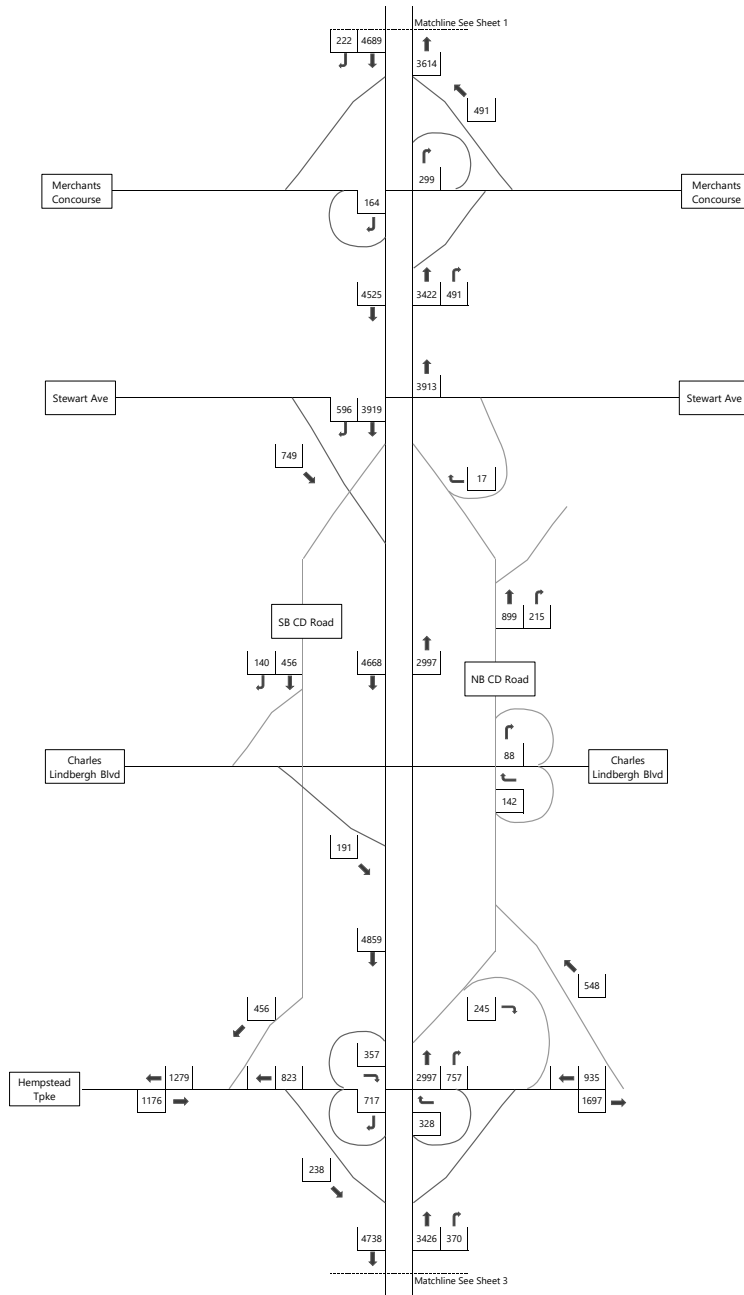 Matchline See Sheet 1
222 4689
3614
491
299
Merchants
Concourse
Merchants
Concourse
164
4525
3422 491
3913
Stewart Ave
Stewart Ave
596 3919
749
17
899 215
SB CD Road
140 456
4668
2997
NB CD Road
88
Charles
Lindbergh Blvd
Charles
Lindbergh Blvd
142
191
4859
548
456
245
357
1279
823
2997 757
935
Hempstead
Tpke
1176
717
1697
328
238
4738
3426 370
Matchline See Sheet 3